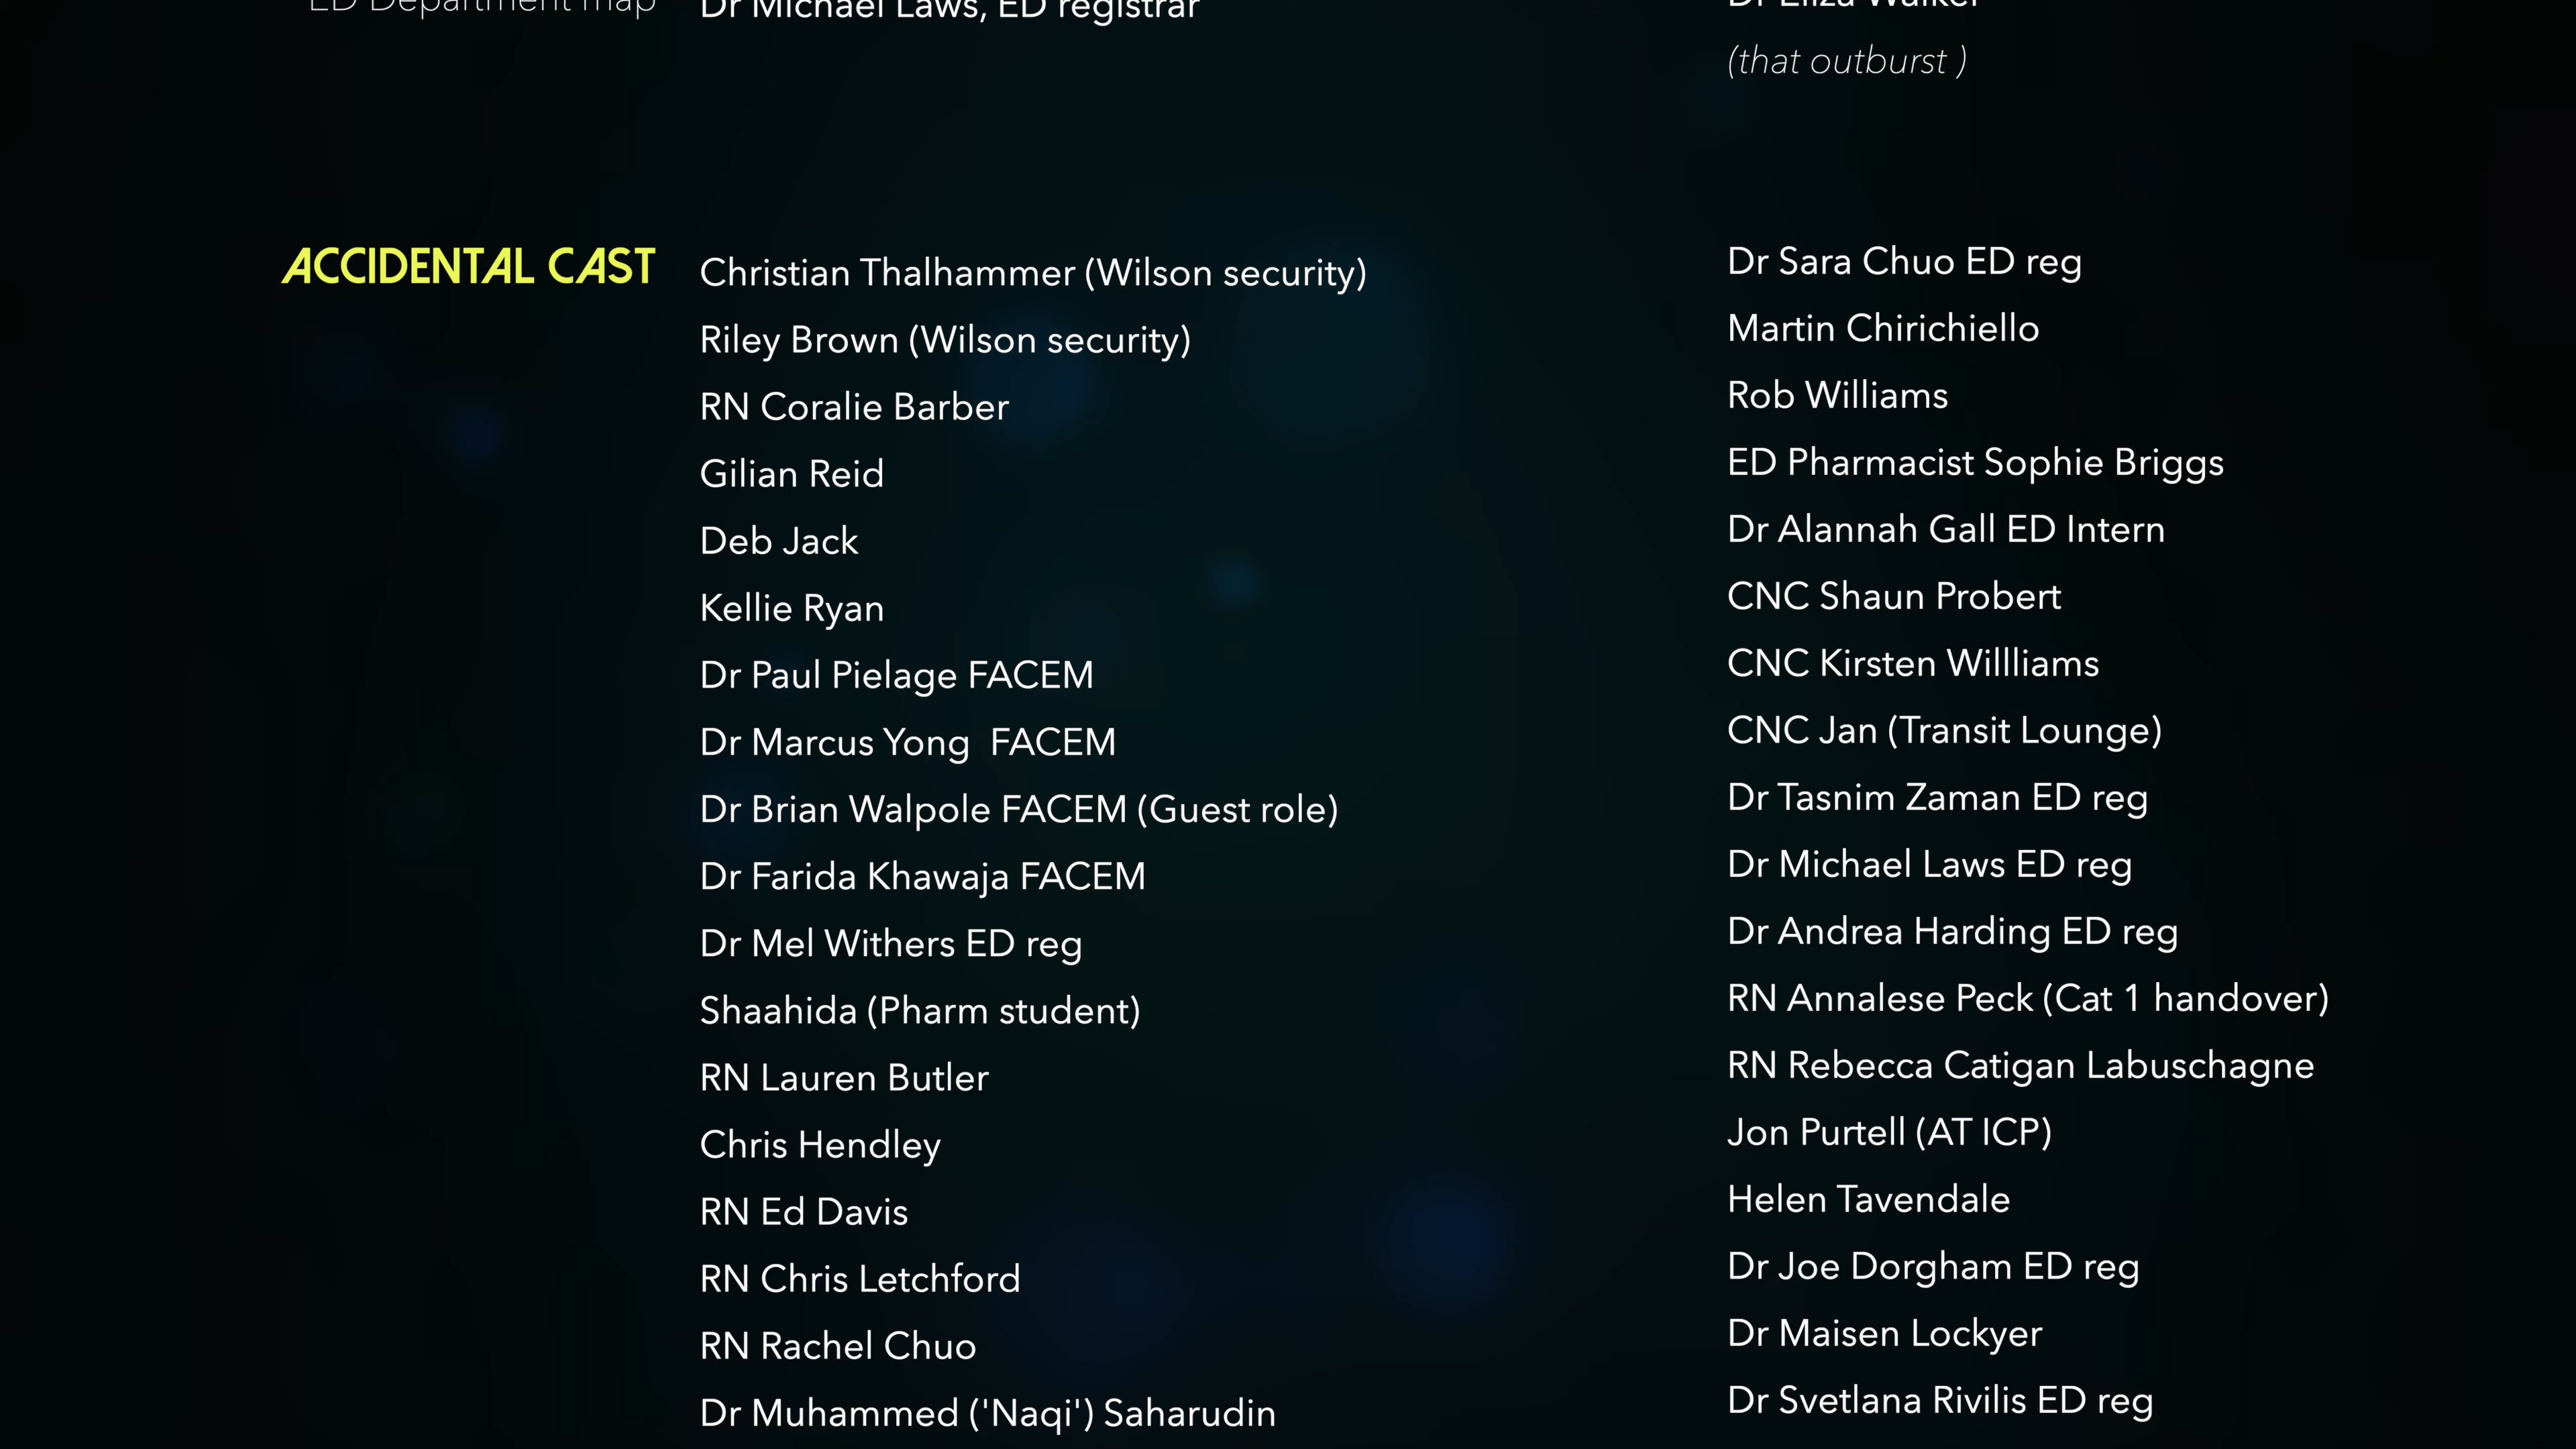 ED Department map
Dr Michael Laws, ED registrar
Dr Eliza Walker
(that outburst )
ACCIDENTAL CAST
Christian Thalhammer (Wilson security)
Riley Brown (Wilson security)
RN Coralie Barber
Gilian Reid
Deb Jack
Kellie Ryan
Dr Paul Pielage FACEM
Dr Marcus Yong  FACEM
Dr Brian Walpole FACEM (Guest role)
Dr Farida Khawaja FACEM
Dr Mel Withers ED reg
Shaahida (Pharm student)
RN Lauren Butler
Chris Hendley
RN Ed Davis
RN Chris Letchford
RN Rachel Chuo
Dr Muhammed ('Naqi') Saharudin
Dr Sara Chuo ED reg
Martin Chirichiello
Rob Williams
ED Pharmacist Sophie Briggs
Dr Alannah Gall ED Intern
CNC Shaun Probert
CNC Kirsten Willliams
CNC Jan (Transit Lounge)
Dr Tasnim Zaman ED reg
Dr Michael Laws ED reg
Dr Andrea Harding ED reg
RN Annalese Peck (Cat 1 handover)
RN Rebecca Catigan Labuschagne
Jon Purtell (AT ICP)
Helen Tavendale
Dr Joe Dorgham ED reg
Dr Maisen Lockyer
Dr Svetlana Rivilis ED reg